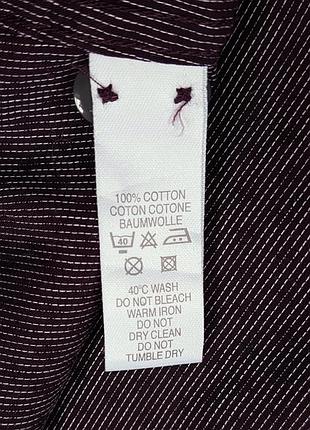 100% COTTON
COTON COTONE
BAUMWOLLE
40
40°C WASH
DO NOT BLEACH
WARM IRON
DO NOT
DRY CLEAN
DO NOT
TUMBLE DRY